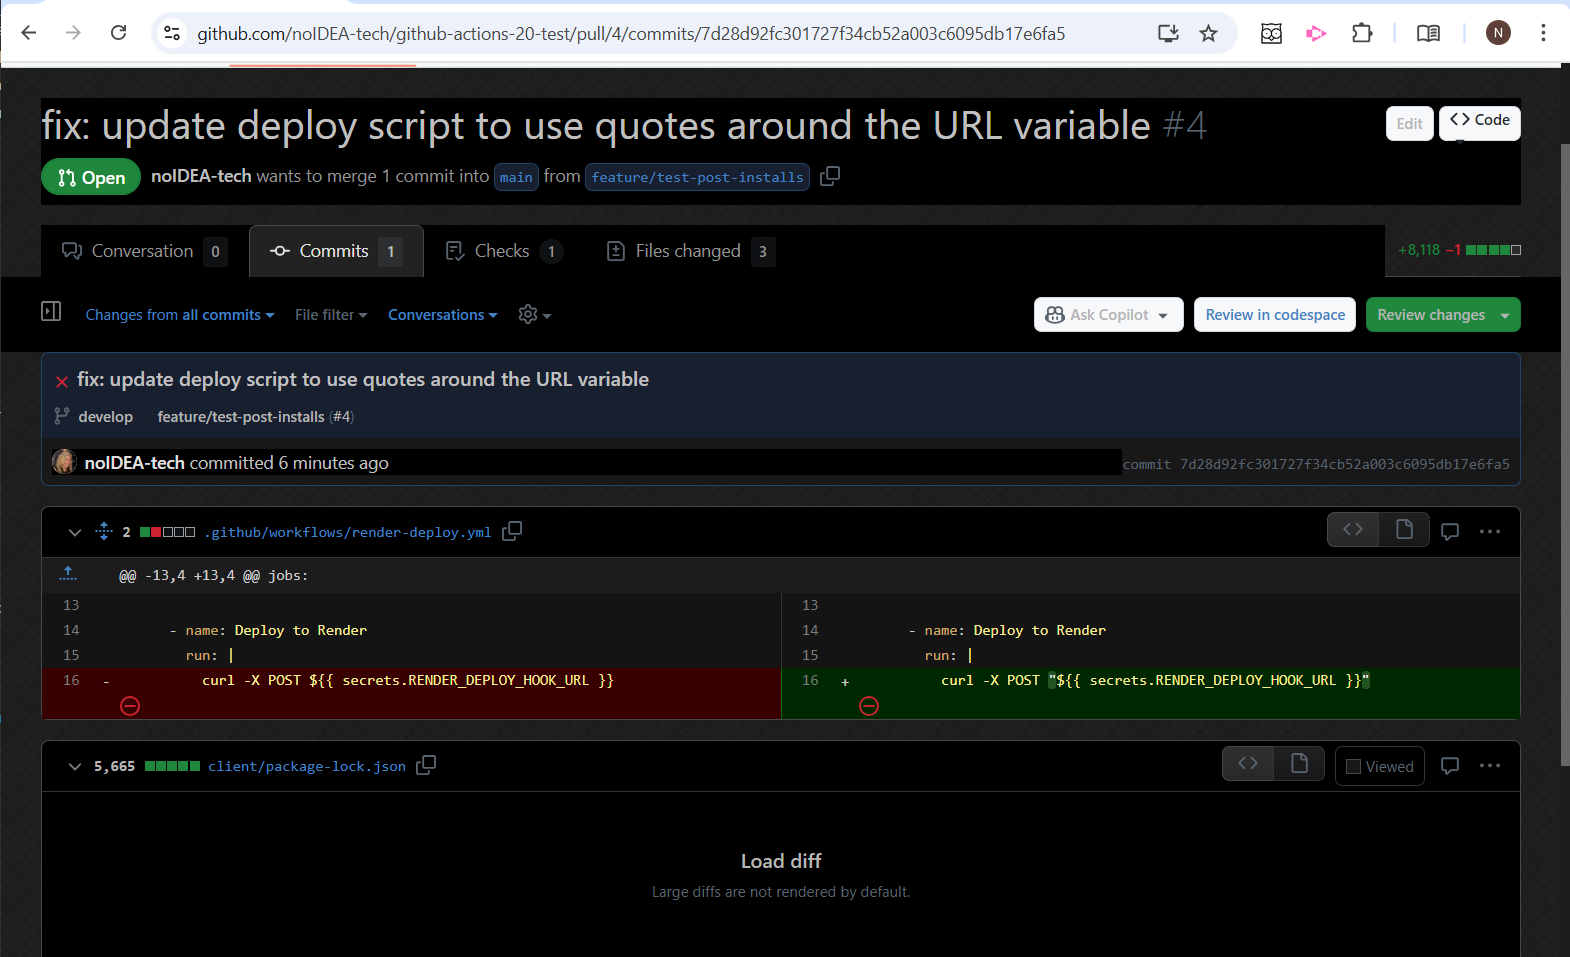 github.com/noIDEA-tech/github-actions-20-test/pull/4/commits/7d28d92fc301727f34cb52a003c6095db17e6fa5
N
fix: update deploy script to use quotes around the URL variable #4
Edit
Code
Open
noIDEA-tech wants to merge 1 commit into main from feature/test-post-installs
Conversation 0
Commits 1
Checks 1
Files changed 3
+8,118 −1
Changes from all commits
File filter
Conversations
Ask Copilot
Review in codespace
Review changes
fix: update deploy script to use quotes around the URL variable
develop feature/test-post-installs (#4)
noIDEA-tech committed 6 minutes ago
commit 7d28d92fc301727f34cb52a003c6095db17e6fa5
2 .github/workflows/render-deploy.yml
@@ -13,4 +13,4 @@ jobs:
13
14 - name: Deploy to Render
15 run: |
16 - curl -X POST ${{ secrets.RENDER_DEPLOY_HOOK_URL }}
13
14 - name: Deploy to Render
15 run: |
16 + curl -X POST "${{ secrets.RENDER_DEPLOY_HOOK_URL }}"
5,665 client/package-lock.json
Viewed
Load diff
Large diffs are not rendered by default.